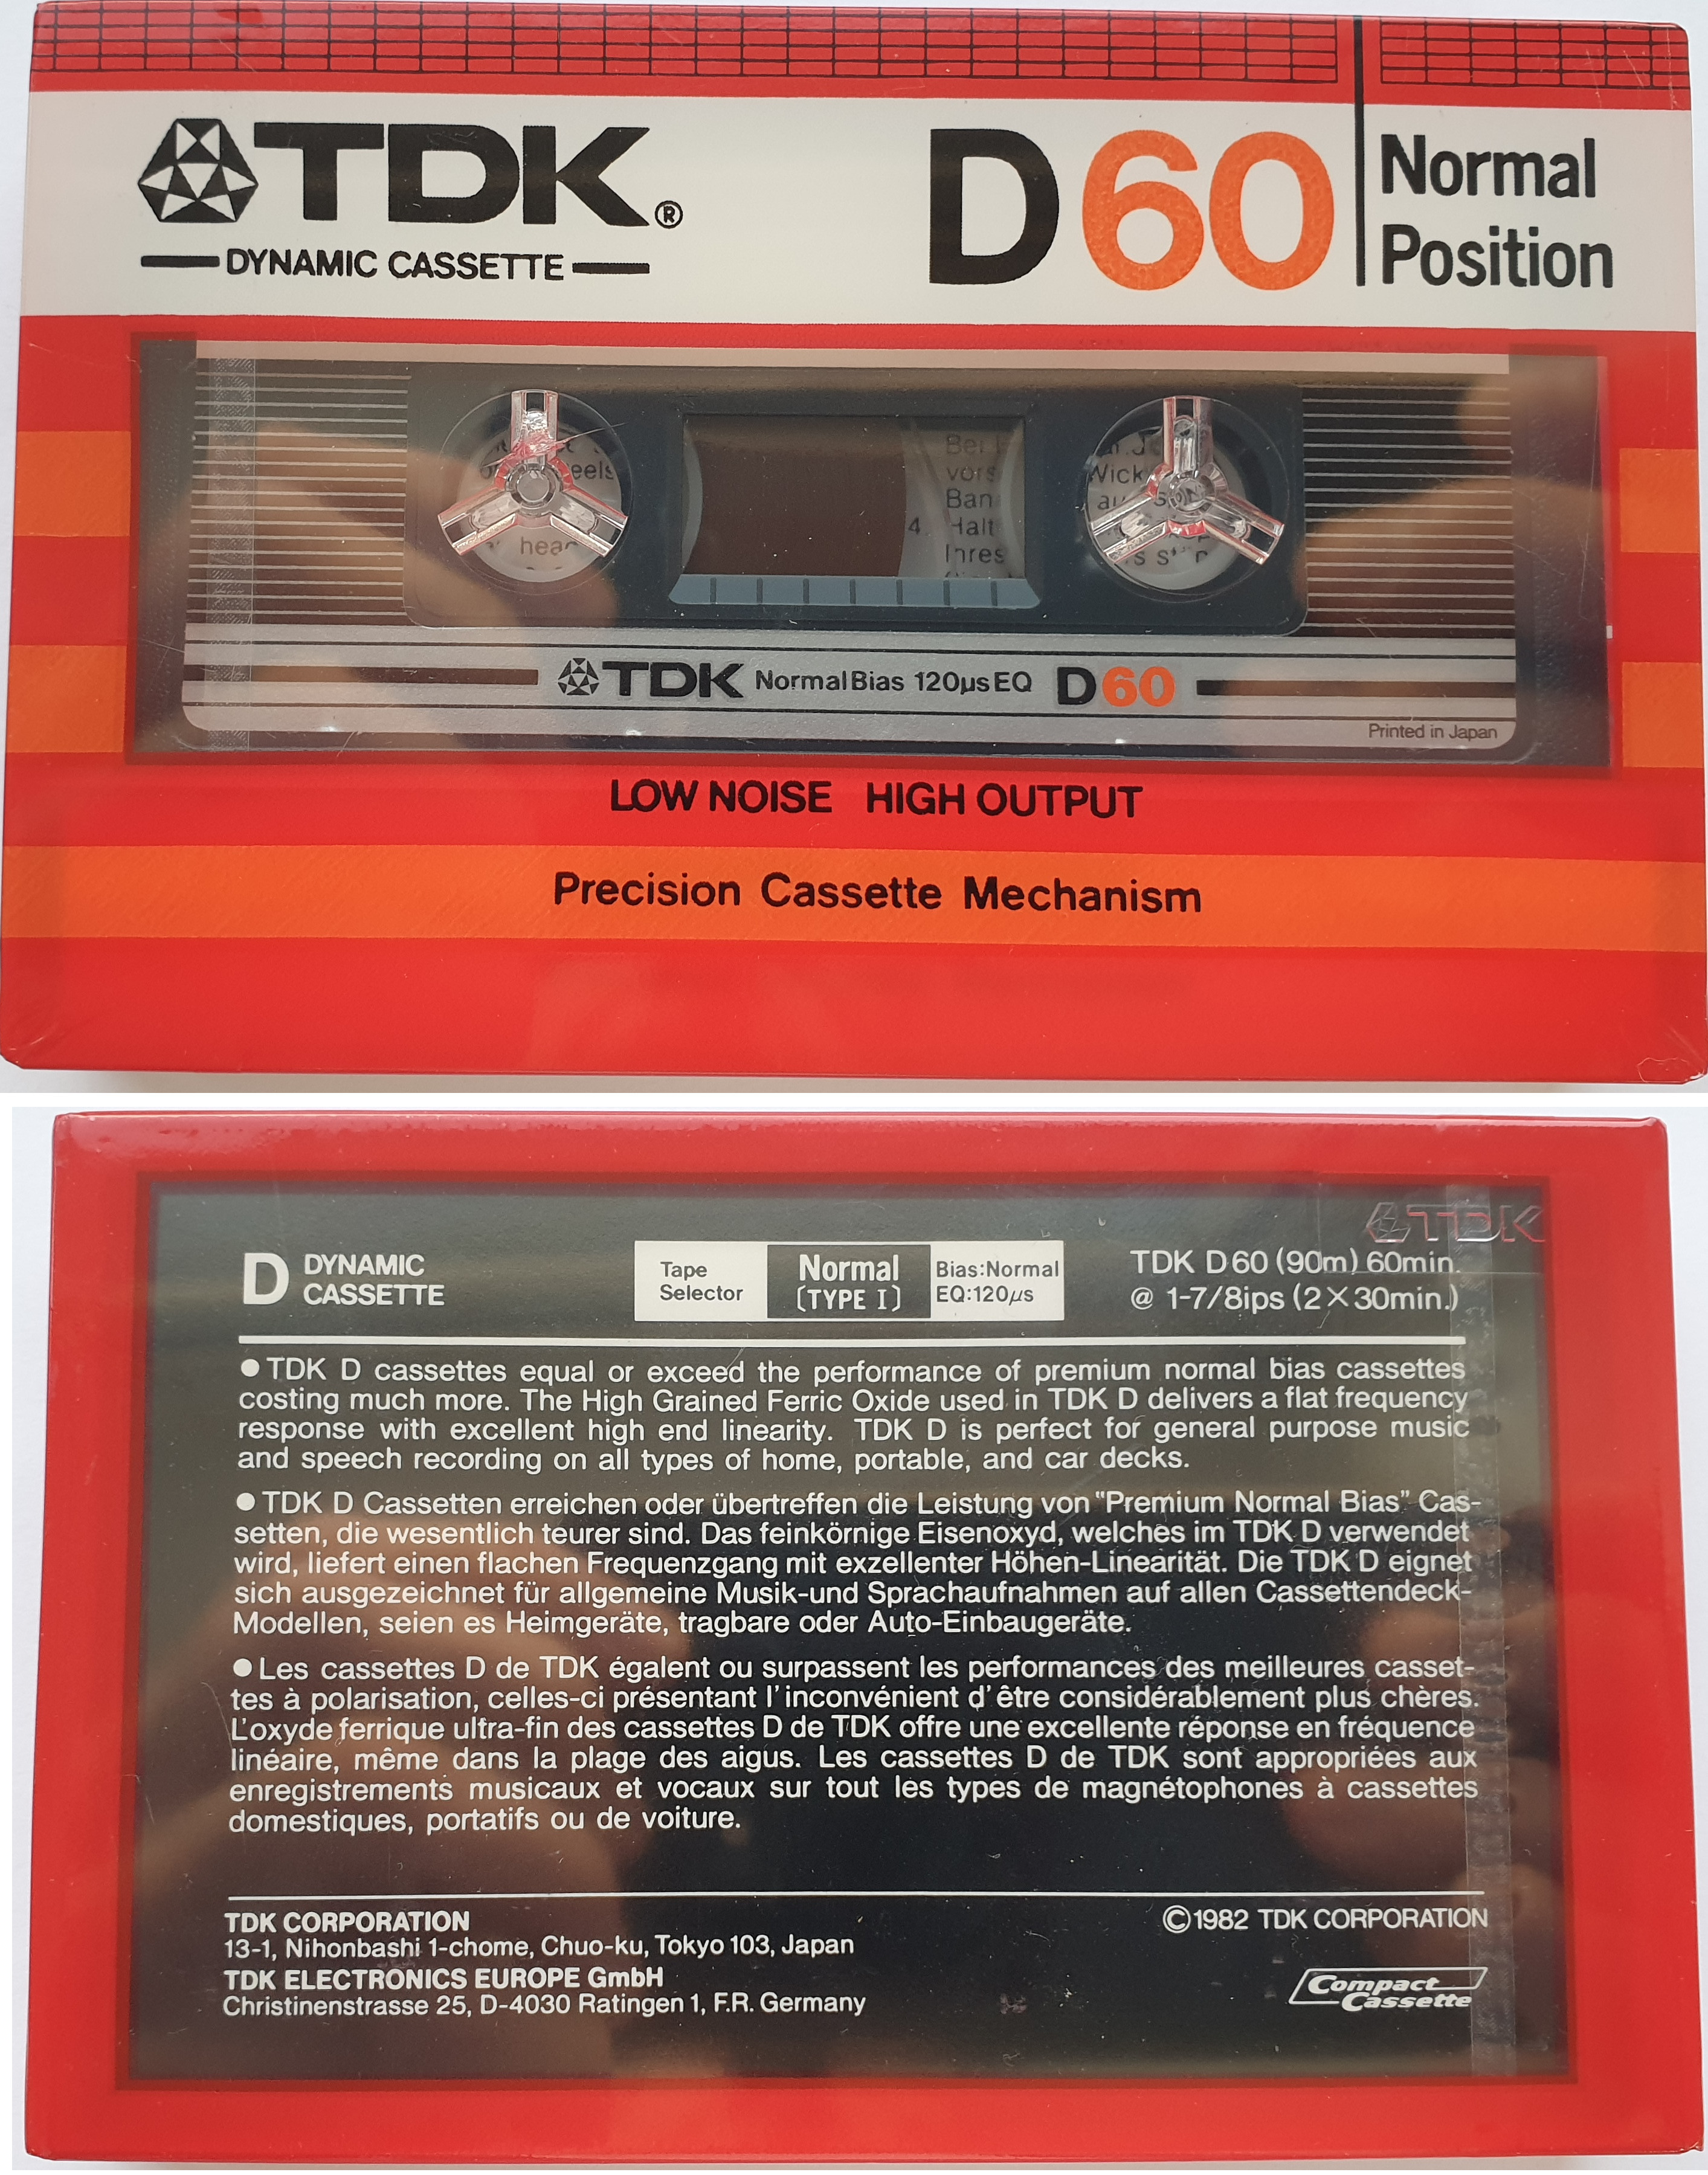 TDK®
DYNAMIC CASSETTE
D60
Normal
Position
eels
hea
Bei
vors
Ban
4. Halt
Ihres
Wick
TDK Normal Bias 120µs EQ D60
Printed in Japan
LOW NOISE HIGH OUTPUT
Precision Cassette Mechanism
TDK
D DYNAMIC
CASSETTE
Tape
Selector
Normal
(TYPE I)
Bias:Normal
EQ:120µs
TDK D60 (90m) 60min.
@ 1-7/8ips (2×30min.)
●TDK D cassettes equal or exceed the performance of premium normal bias cassettes
costing much more. The High Grained Ferric Oxide used in TDK D delivers a flat frequency
response with excellent high end linearity. TDK D is perfect for general purpose music
and speech recording on all types of home, portable, and car decks.
●TDK D Cassetten erreichen oder übertreffen die Leistung von "Premium Normal Bias" Cas-
setten, die wesentlich teurer sind. Das feinkörnige Eisenoxyd, welches im TDK D verwendet
wird, liefert einen flachen Frequenzgang mit exzellenter Höhen-Linearität. Die TDK D eignet
sich ausgezeichnet für allgemeine Musik-und Sprachaufnahmen auf allen Cassettendeck-
Modellen, seien es Heimgeräte, tragbare oder Auto-Einbaugeräte.
●Les cassettes D de TDK égalent ou surpassent les performances des meilleures casset-
tes à polarisation, celles-ci présentant l'inconvénient d'être considérablement plus chères.
L'oxyde ferrique ultra-fin des cassettes D de TDK offre une excellente réponse en fréquence
linéaire, même dans la plage des aigus. Les cassettes D de TDK sont appropriées aux
enregistrements musicaux et vocaux sur tout les types de magnétophones à cassettes
domestiques, portatifs ou de voiture.
TDK CORPORATION
13-1, Nihonbashi 1-chome, Chuo-ku, Tokyo 103, Japan
TDK ELECTRONICS EUROPE GmbH
Christinenstrasse 25, D-4030 Ratingen 1, F.R. Germany
©1982 TDK CORPORATION
Compact
Cassette